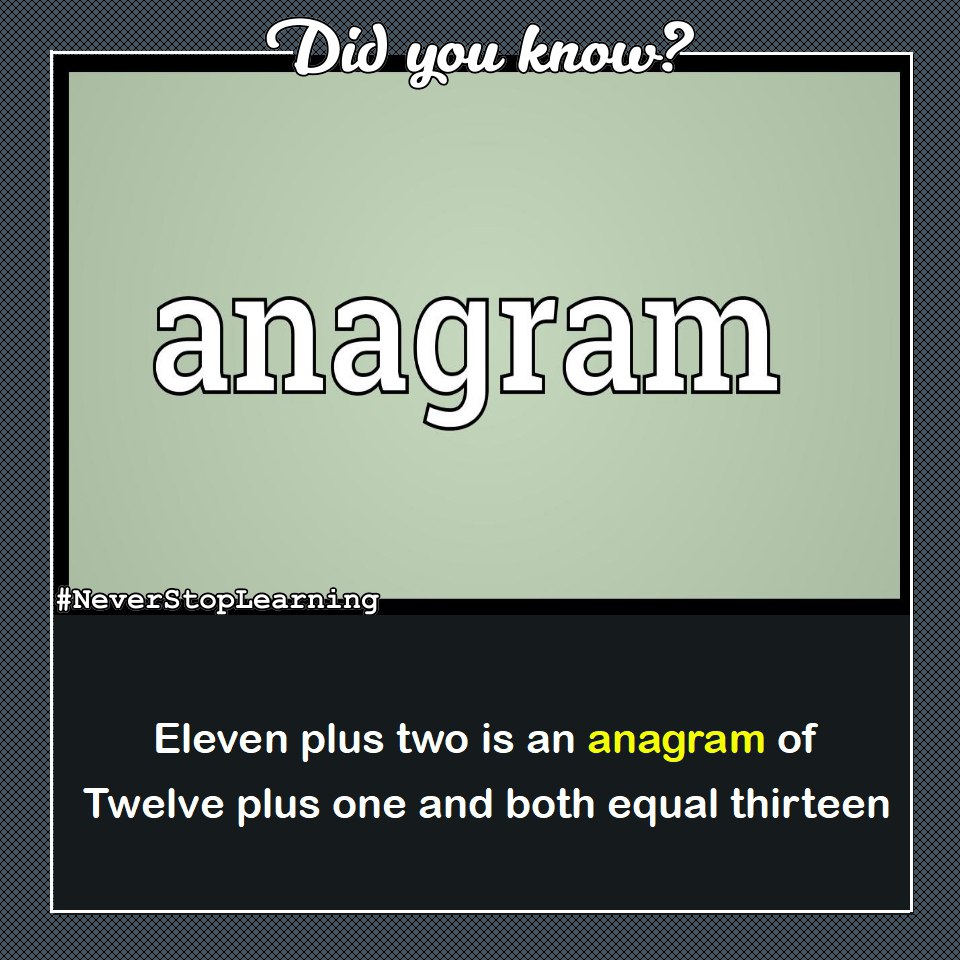 Did you know?
anagram
#NeverStopLearning
Eleven plus two is an anagram of
Twelve plus one and both equal thirteen